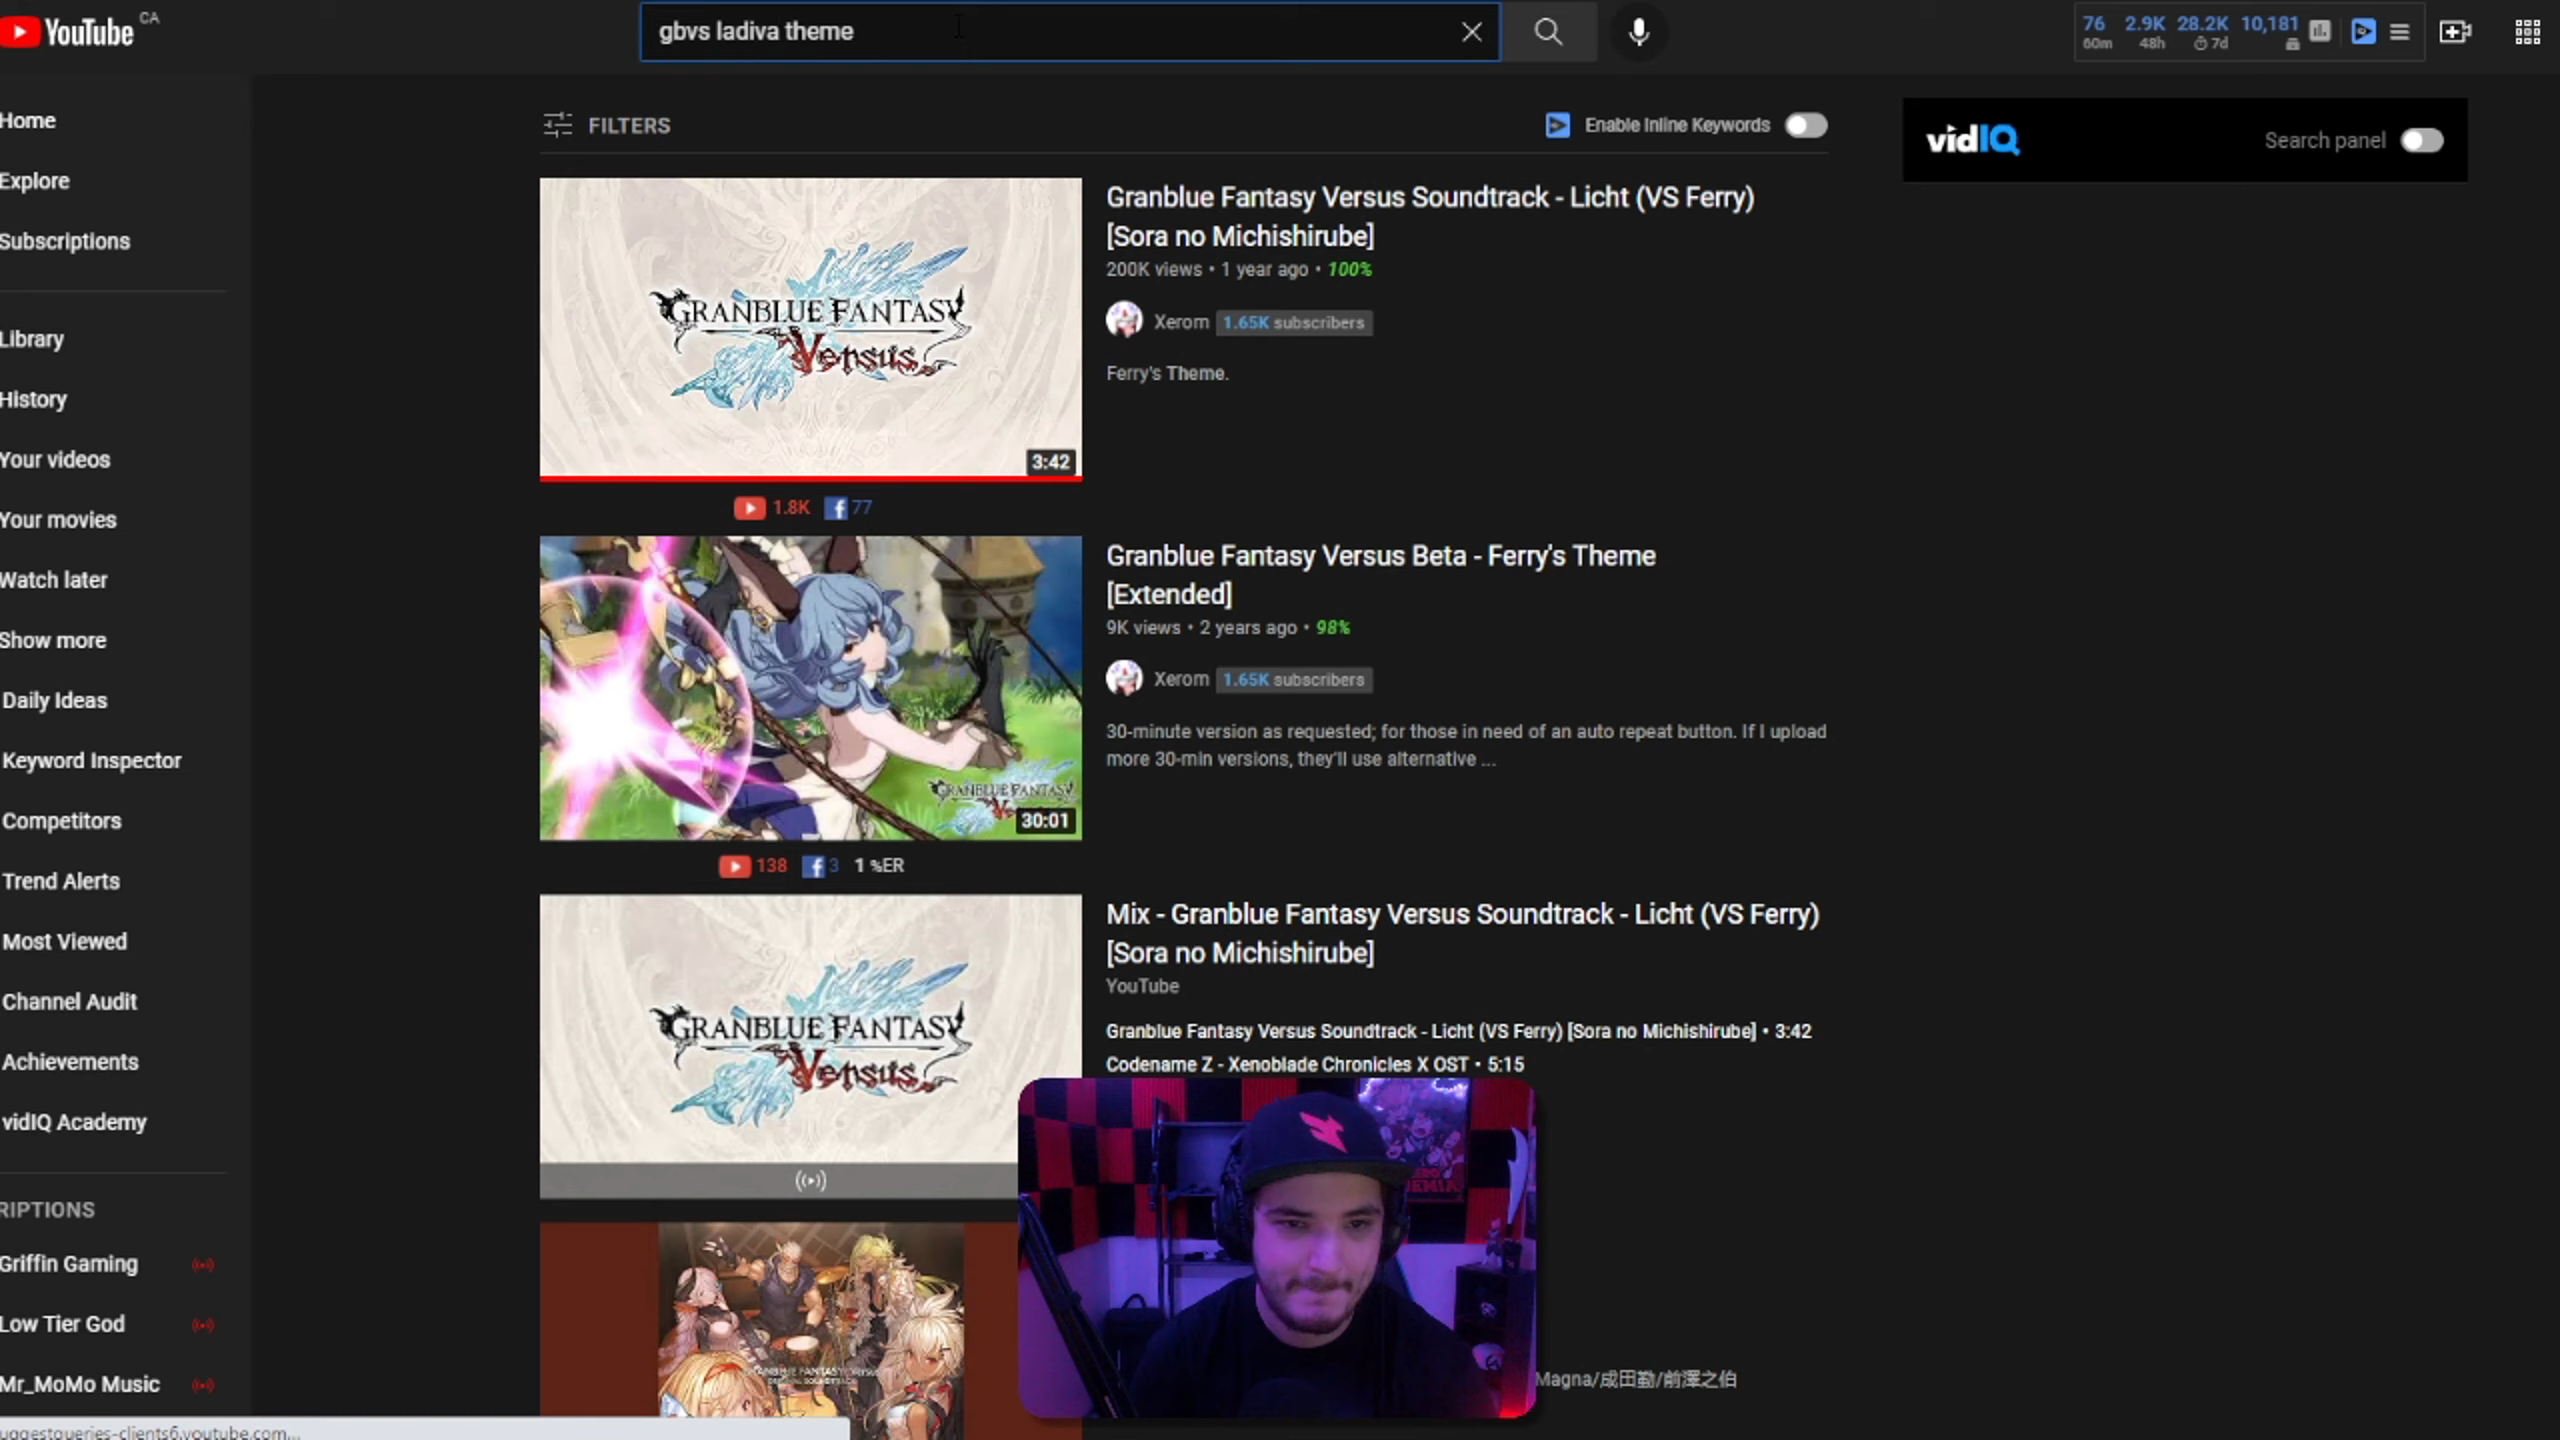 YouTube CA
gbvs ladiva theme
76 2.9K 28.2K 10,181
60m 48h 7d
Home
Explore
Subscriptions
Library
History
Your videos
Your movies
Watch later
Show more
Daily Ideas
Keyword Inspector
Competitors
Trend Alerts
Most Viewed
Channel Audit
Achievements
vidIQ Academy
RIPTIONS
Griffin Gaming
Low Tier God
Mr_MoMo Music
uggestqueries-clients6.youtube.com...
FILTERS
Enable Inline Keywords
GRANBLUE FANTASY
Versus
3:42
1.8K 77
Granblue Fantasy Versus Soundtrack - Licht (VS Ferry)
[Sora no Michishirube]
200K views • 1 year ago • 100%
Xerom 1.65K subscribers
Ferry's Theme.
GRANBLUE FANTASY
30:01
138 3 1 %ER
Granblue Fantasy Versus Beta - Ferry's Theme
[Extended]
9K views • 2 years ago • 98%
Xerom 1.65K subscribers
30-minute version as requested; for those in need of an auto repeat button. If I upload
more 30-min versions, they'll use alternative ...
GRANBLUE FANTASY
Versus
Mix - Granblue Fantasy Versus Soundtrack - Licht (VS Ferry)
[Sora no Michishirube]
YouTube
Granblue Fantasy Versus Soundtrack - Licht (VS Ferry) [Sora no Michishirube] • 3:42
Codename Z - Xenoblade Chronicles X OST • 5:15
Magna/成田勤/前澤之伯
vidIQ
Search panel